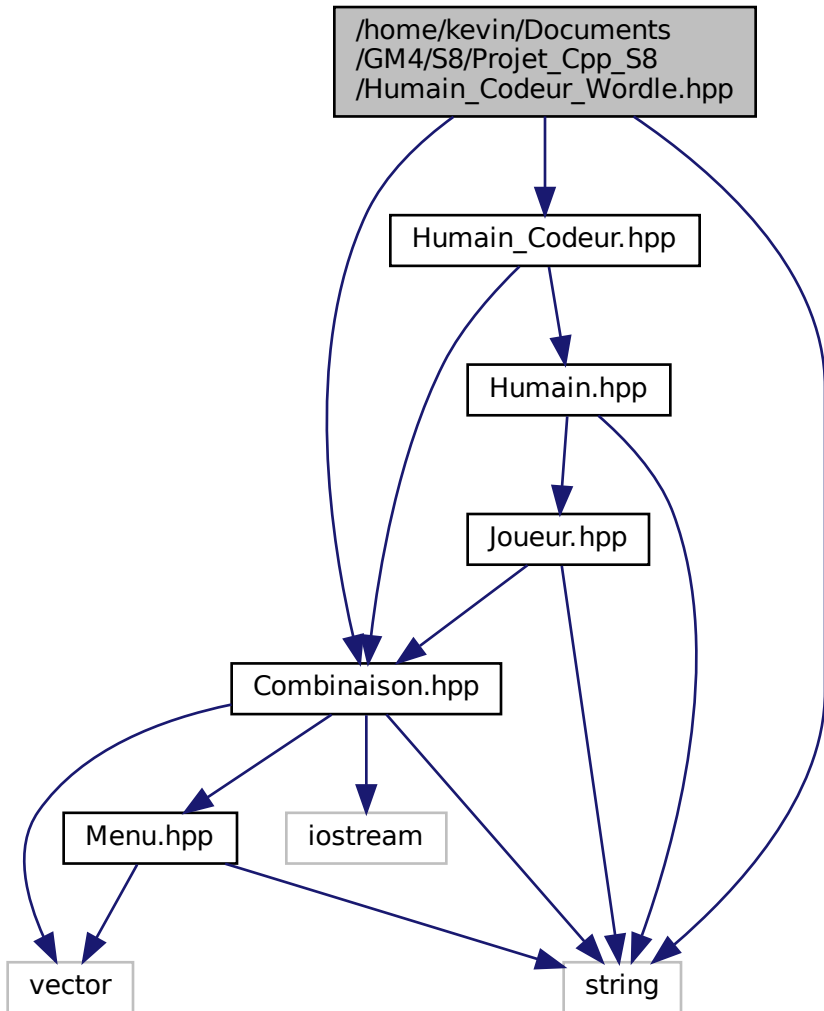 /home/kevin/Documents
/GM4/S8/Projet_Cpp_S8
/Humain_Codeur_Wordle.hpp
Humain_Codeur.hpp
Humain.hpp
Joueur.hpp
Combinaison.hpp
Menu.hpp
iostream
vector
string